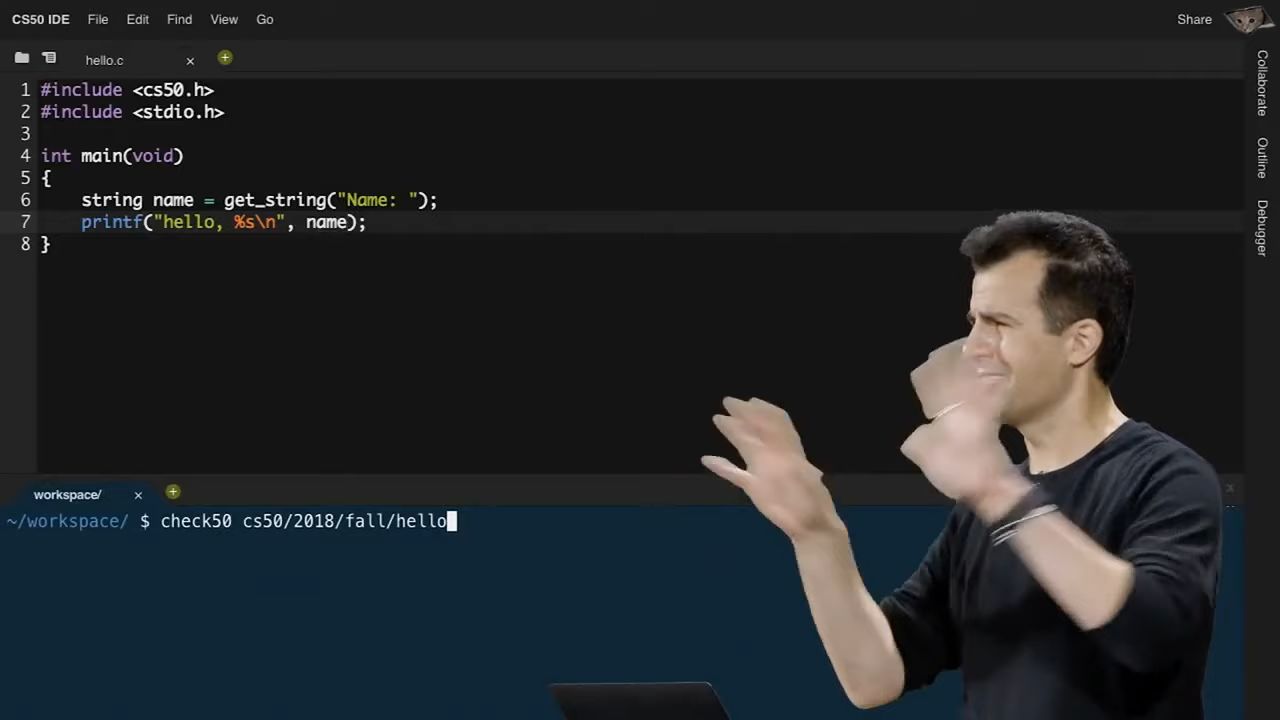 CS50 IDE File Edit Find View Go Share
hello.c
1 #include <cs50.h>
2 #include <stdio.h>
3
4 int main(void)
5 {
6     string name = get_string("Name: ");
7     printf("hello, %s\n", name);
8 }
Collaborate
Outline
Debugger
workspace/
~/workspace/ $ check50 cs50/2018/fall/hello